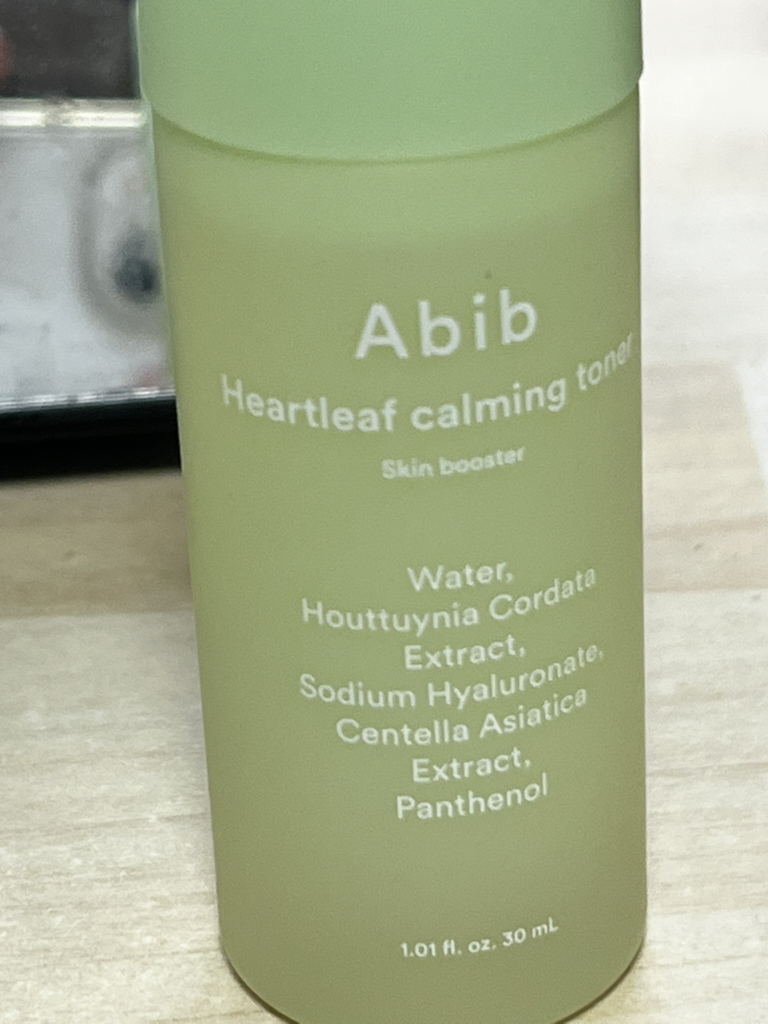 Abib
Heartleaf calming toner
Skin booster
Water,
Houttuynia Cordata
Extract,
Sodium Hyaluronate,
Centella Asiatica
Extract,
Panthenol
1.01 fl. oz. 30 mL